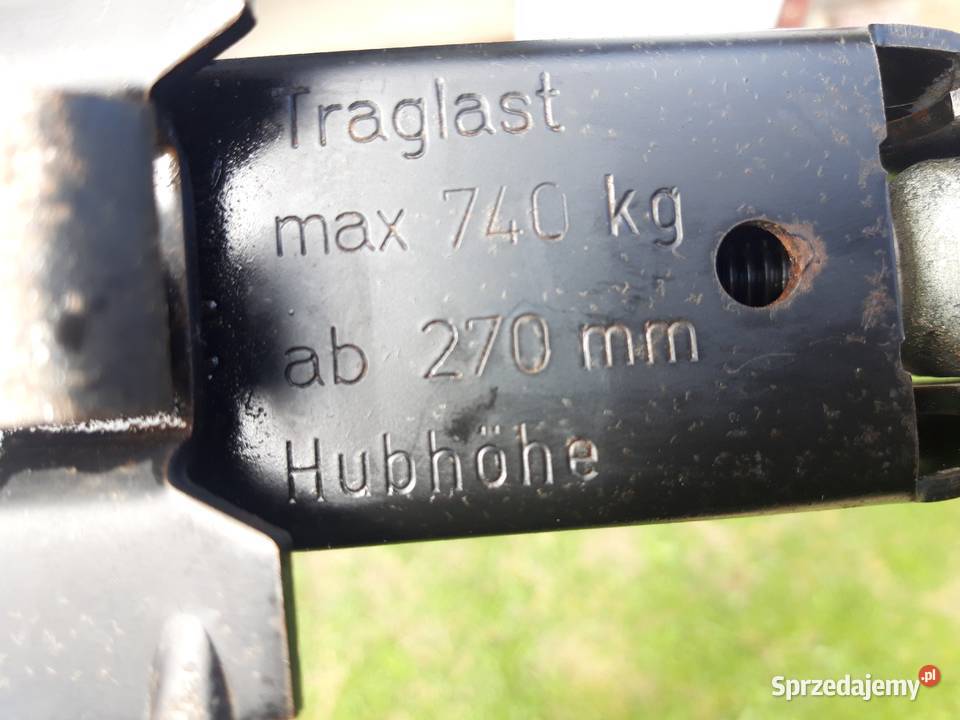 Traglast
max 740 kg
ab 270 mm
Hubhöhe
Sprzedajemy.pl